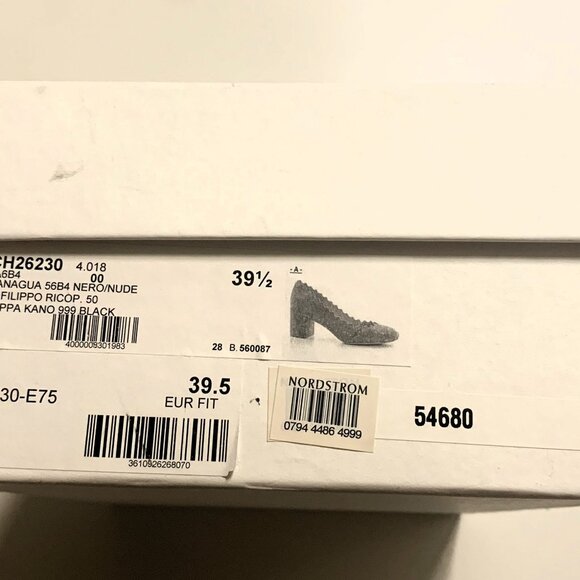 CH26230 4.018
A6B4 00
ANAGUA 56B4 NERO/NUDE
FILIPPO RICOP. 50
PPA KANO 999 BLACK
4000008301983
39½
28 B. 560087
-A-
30-E75
39.5
EUR FIT
3610926268070
NORDSTROM
0794 4486 4999
54680